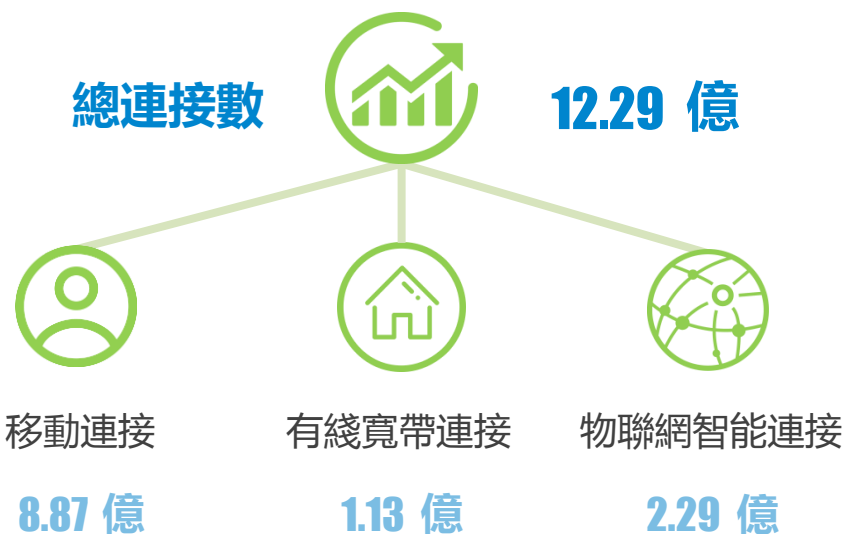 總連接數 12.29 億
移動連接 有綫寬帶連接 物聯網智能連接
8.87 億 1.13 億 2.29 億